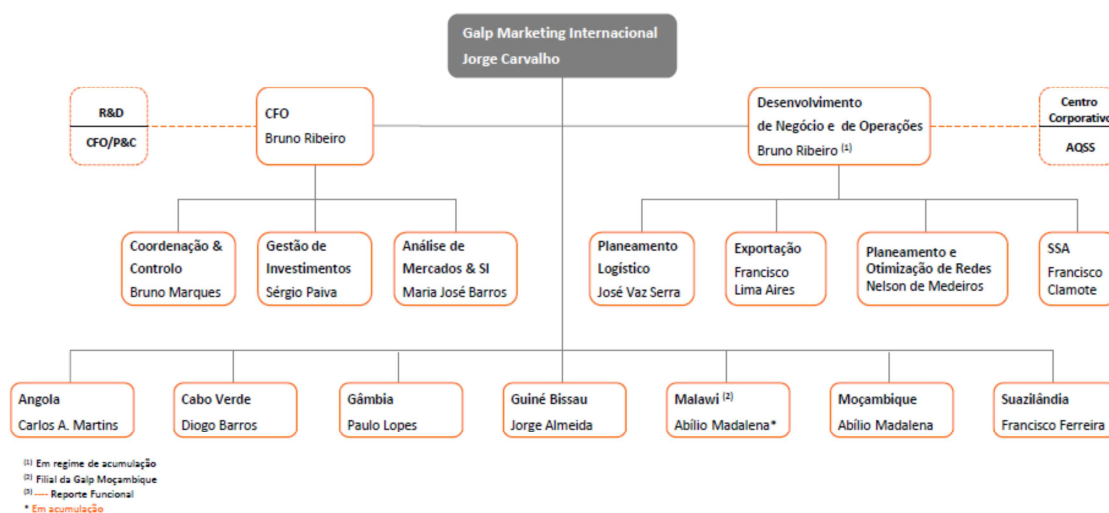 Galp Marketing Internacional
Jorge Carvalho
R&D
CFO/P&C
CFO
Bruno Ribeiro
Desenvolvimento
de Negócio e de Operações
Bruno Ribeiro (1)
Centro
Corporativo
AQSS
Coordenação &
Controlo
Bruno Marques
Gestão de
Investimentos
Sérgio Paiva
Análise de
Mercados & SI
Maria José Barros
Planeamento
Logístico
José Vaz Serra
Exportação
Francisco
Lima Aires
Planeamento e
Otimização de Redes
Nelson de Medeiros
SSA
Francisco
Clamote
Angola
Carlos A. Martins
Cabo Verde
Diogo Barros
Gâmbia
Paulo Lopes
Guiné Bissau
Jorge Almeida
Malawi (2)
Abílio Madalena*
Moçambique
Abílio Madalena
Suazilândia
Francisco Ferreira
(1) Em regime de acumulação
(2) Filial da Galp Moçambique
(3) ---- Reporte Funcional
* Em acumulação